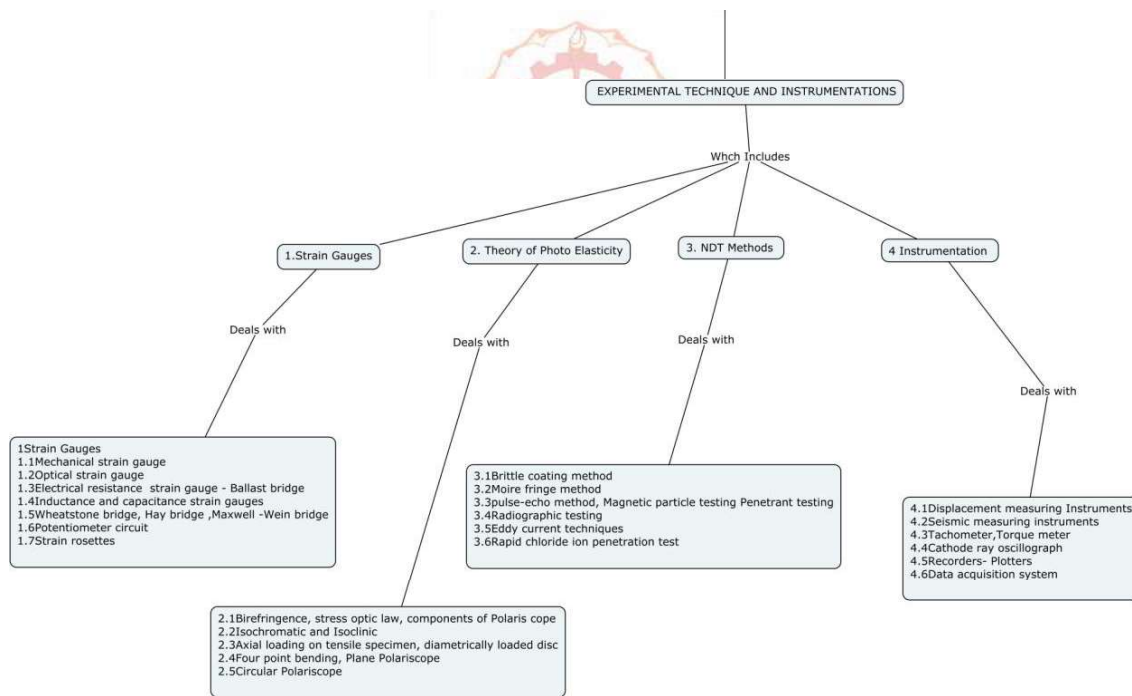 EXPERIMENTAL TECHNIQUE AND INSTRUMENTATIONS
Whch Includes
1.Strain Gauges
2. Theory of Photo Elasticity
3. NDT Methods
4 Instrumentation
Deals with
Deals with
Deals with
Deals with
1Strain Gauges
1.1Mechanical strain gauge
1.2Optical strain gauge
1.3Electrical resistance strain gauge - Ballast bridge
1.4Inductance and capacitance strain gauges
1.5Wheatstone bridge, Hay bridge ,Maxwell -Wein bridge
1.6Potentiometer circuit
1.7Strain rosettes
2.1Birefringence, stress optic law, components of Polaris cope
2.2Isochromatic and Isoclinic
2.3Axial loading on tensile specimen, diametrically loaded disc
2.4Four point bending, Plane Polariscope
2.5Circular Polariscope
3.1Brittle coating method
3.2Moire fringe method
3.3pulse-echo method, Magnetic particle testing Penetrant testing
3.4Radiographic testing
3.5Eddy current techniques
3.6Rapid chloride ion penetration test
4.1Displacement measuring Instruments
4.2Seismic measuring instruments
4.3Tachometer,Torque meter
4.4Cathode ray oscillograph
4.5Recorders- Plotters
4.6Data acquisition system